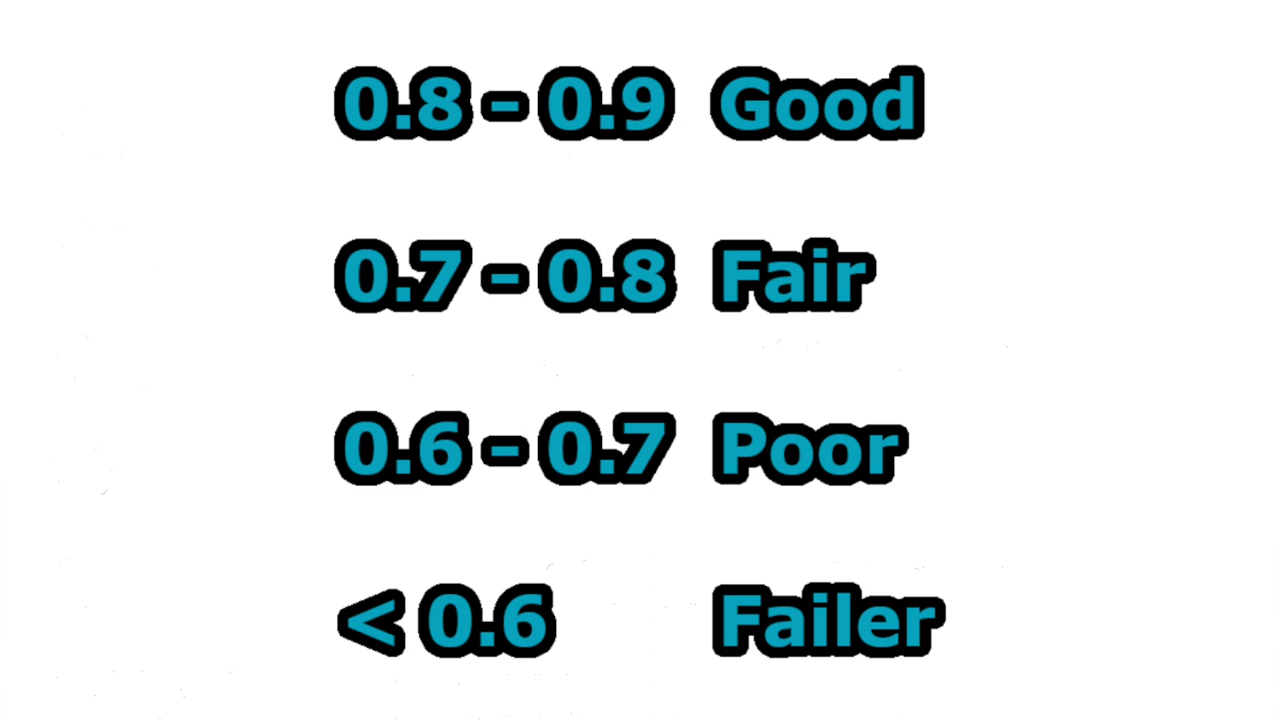 0.8 - 0.9 Good
0.7 - 0.8 Fair
0.6 - 0.7 Poor
< 0.6 Failer